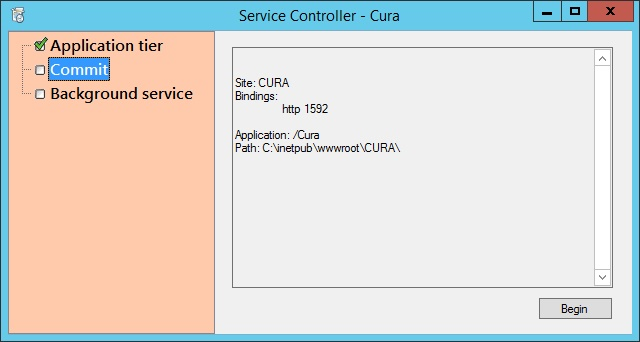 Service Controller - Cura
Application tier
Commit
Background service
Site: CURA
Bindings:
http 1592
Application: /Cura
Path: C:\inetpub\wwwroot\CURA\
Begin